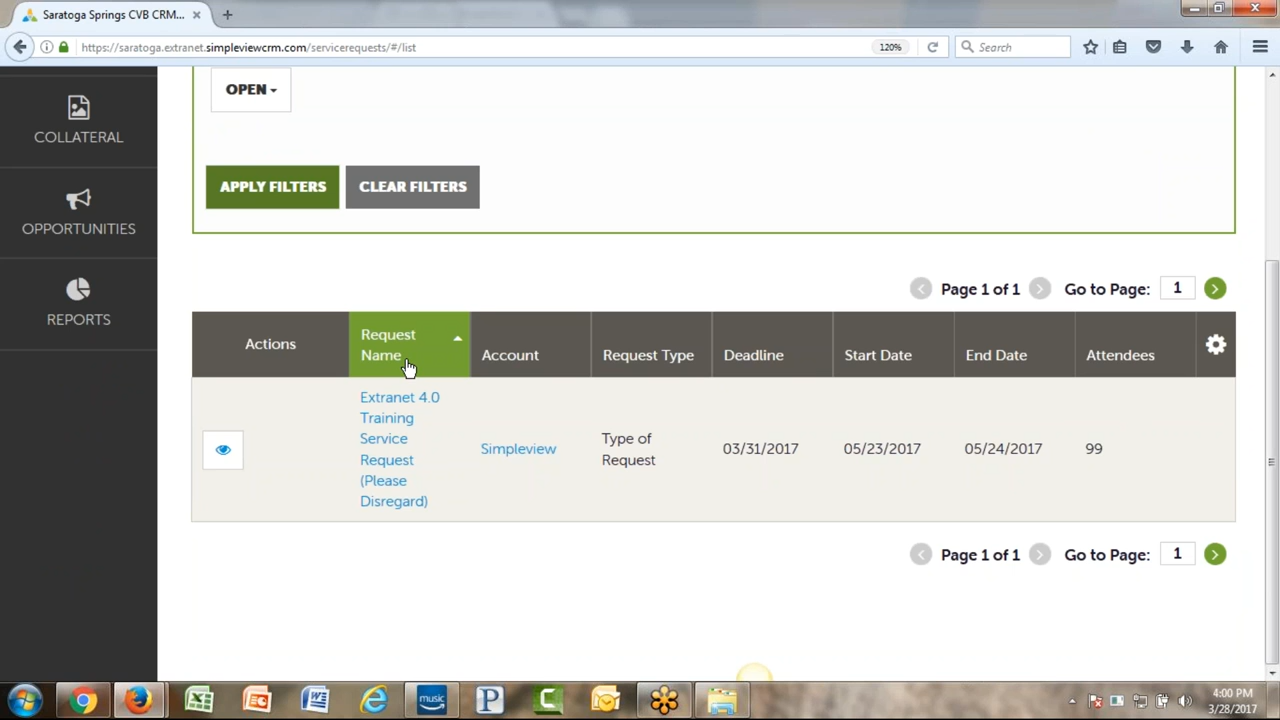 Saratoga Springs CVB CRM...
https://saratoga.extranet.simpleviewcrm.com/servicerequests/#/list
120%
Search
OPEN
COLLATERAL
APPLY FILTERS
CLEAR FILTERS
OPPORTUNITIES
REPORTS
Page 1 of 1
Go to Page:
1
Actions
Request
Name
Account
Request Type
Deadline
Start Date
End Date
Attendees
Extranet 4.0
Training
Service
Request
(Please
Disregard)
Simpleview
Type of
Request
03/31/2017
05/23/2017
05/24/2017
99
Page 1 of 1
Go to Page:
1
music
4:00 PM
3/28/2017